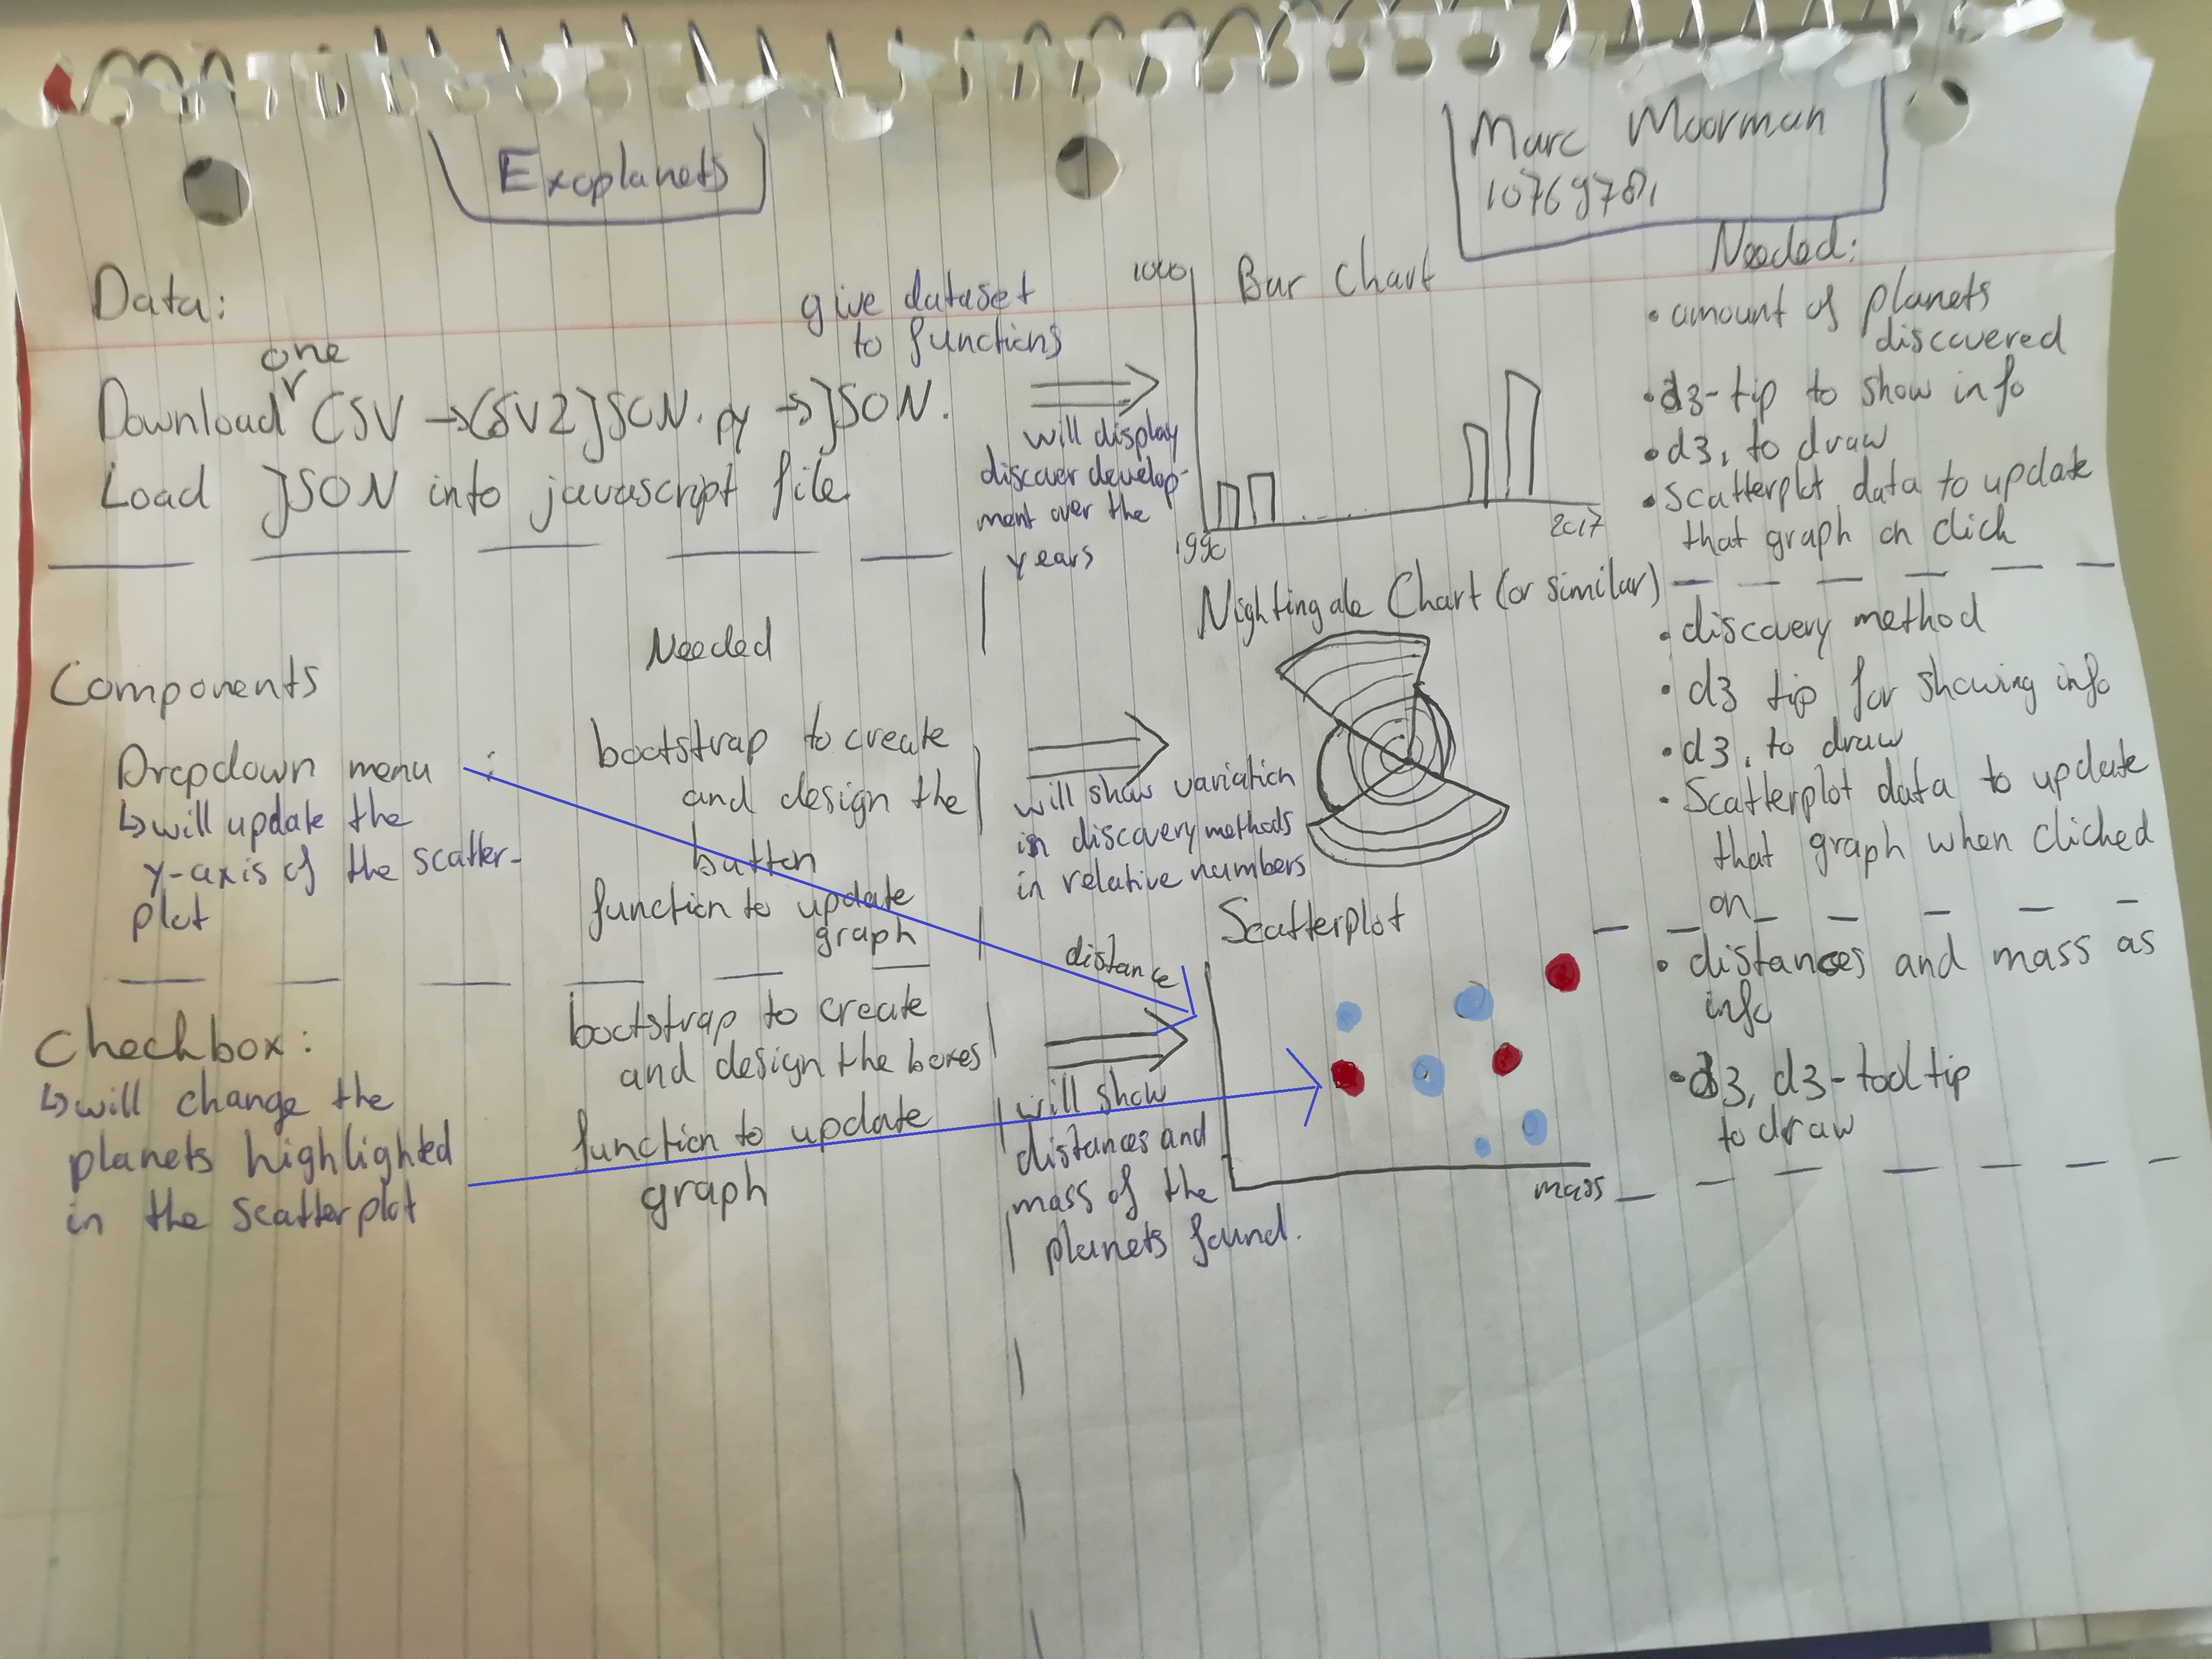 Exoplanets
Marc Moorman
Data:
one
Download CSV → CSV2JSON.py → JSON.
Load JSON into javascript file
give dataset
to functions
will display
discover develop-
ment over the
years
1000
Bar Chart
1990
2017
Needed:
• amount of planets
discovered
• d3-tip to show info
• d3, to draw
• Scatterplot data to update
that graph on click
Components
Needed
Dropdown menu :
↳ will update the
y-axis of the scatter-
plot
bootstrap to create
and design the
button
function to update
graph
will show variation
in discovery methods
in relative numbers
Nightingale Chart (or similar)
• discovery method
• d3 tip for showing info
• d3, to draw
• Scatterplot data to update
that graph when clicked
on
Checkbox:
↳ will change the
planets highlighted
in the scatterplot
bootstrap to create
and design the boxes
function to update
graph
will show
distances and
mass of the
planets found.
Scatterplot
distance
mass
• distances and mass as
info
• d3, d3-tooltip
to draw